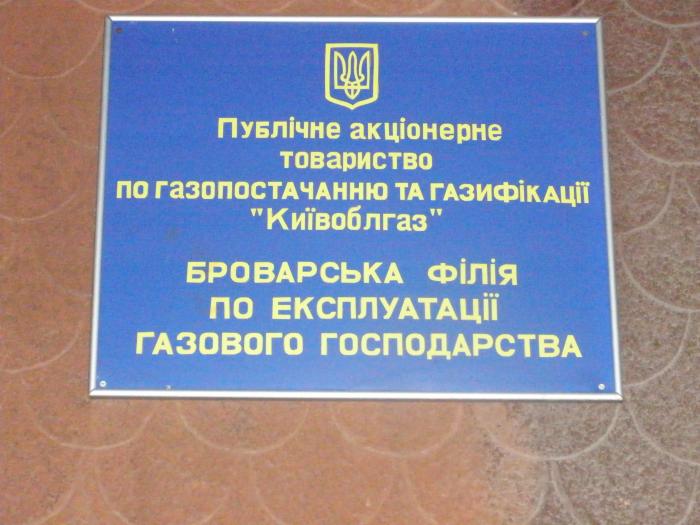 Публічне акціонерне
товариство
по газопостачанню та газифікації
"Київоблгаз"
БРОВАРСЬКА ФІЛІЯ
ПО ЕКСПЛУАТАЦІЇ
ГАЗОВОГО ГОСПОДАРСТВА